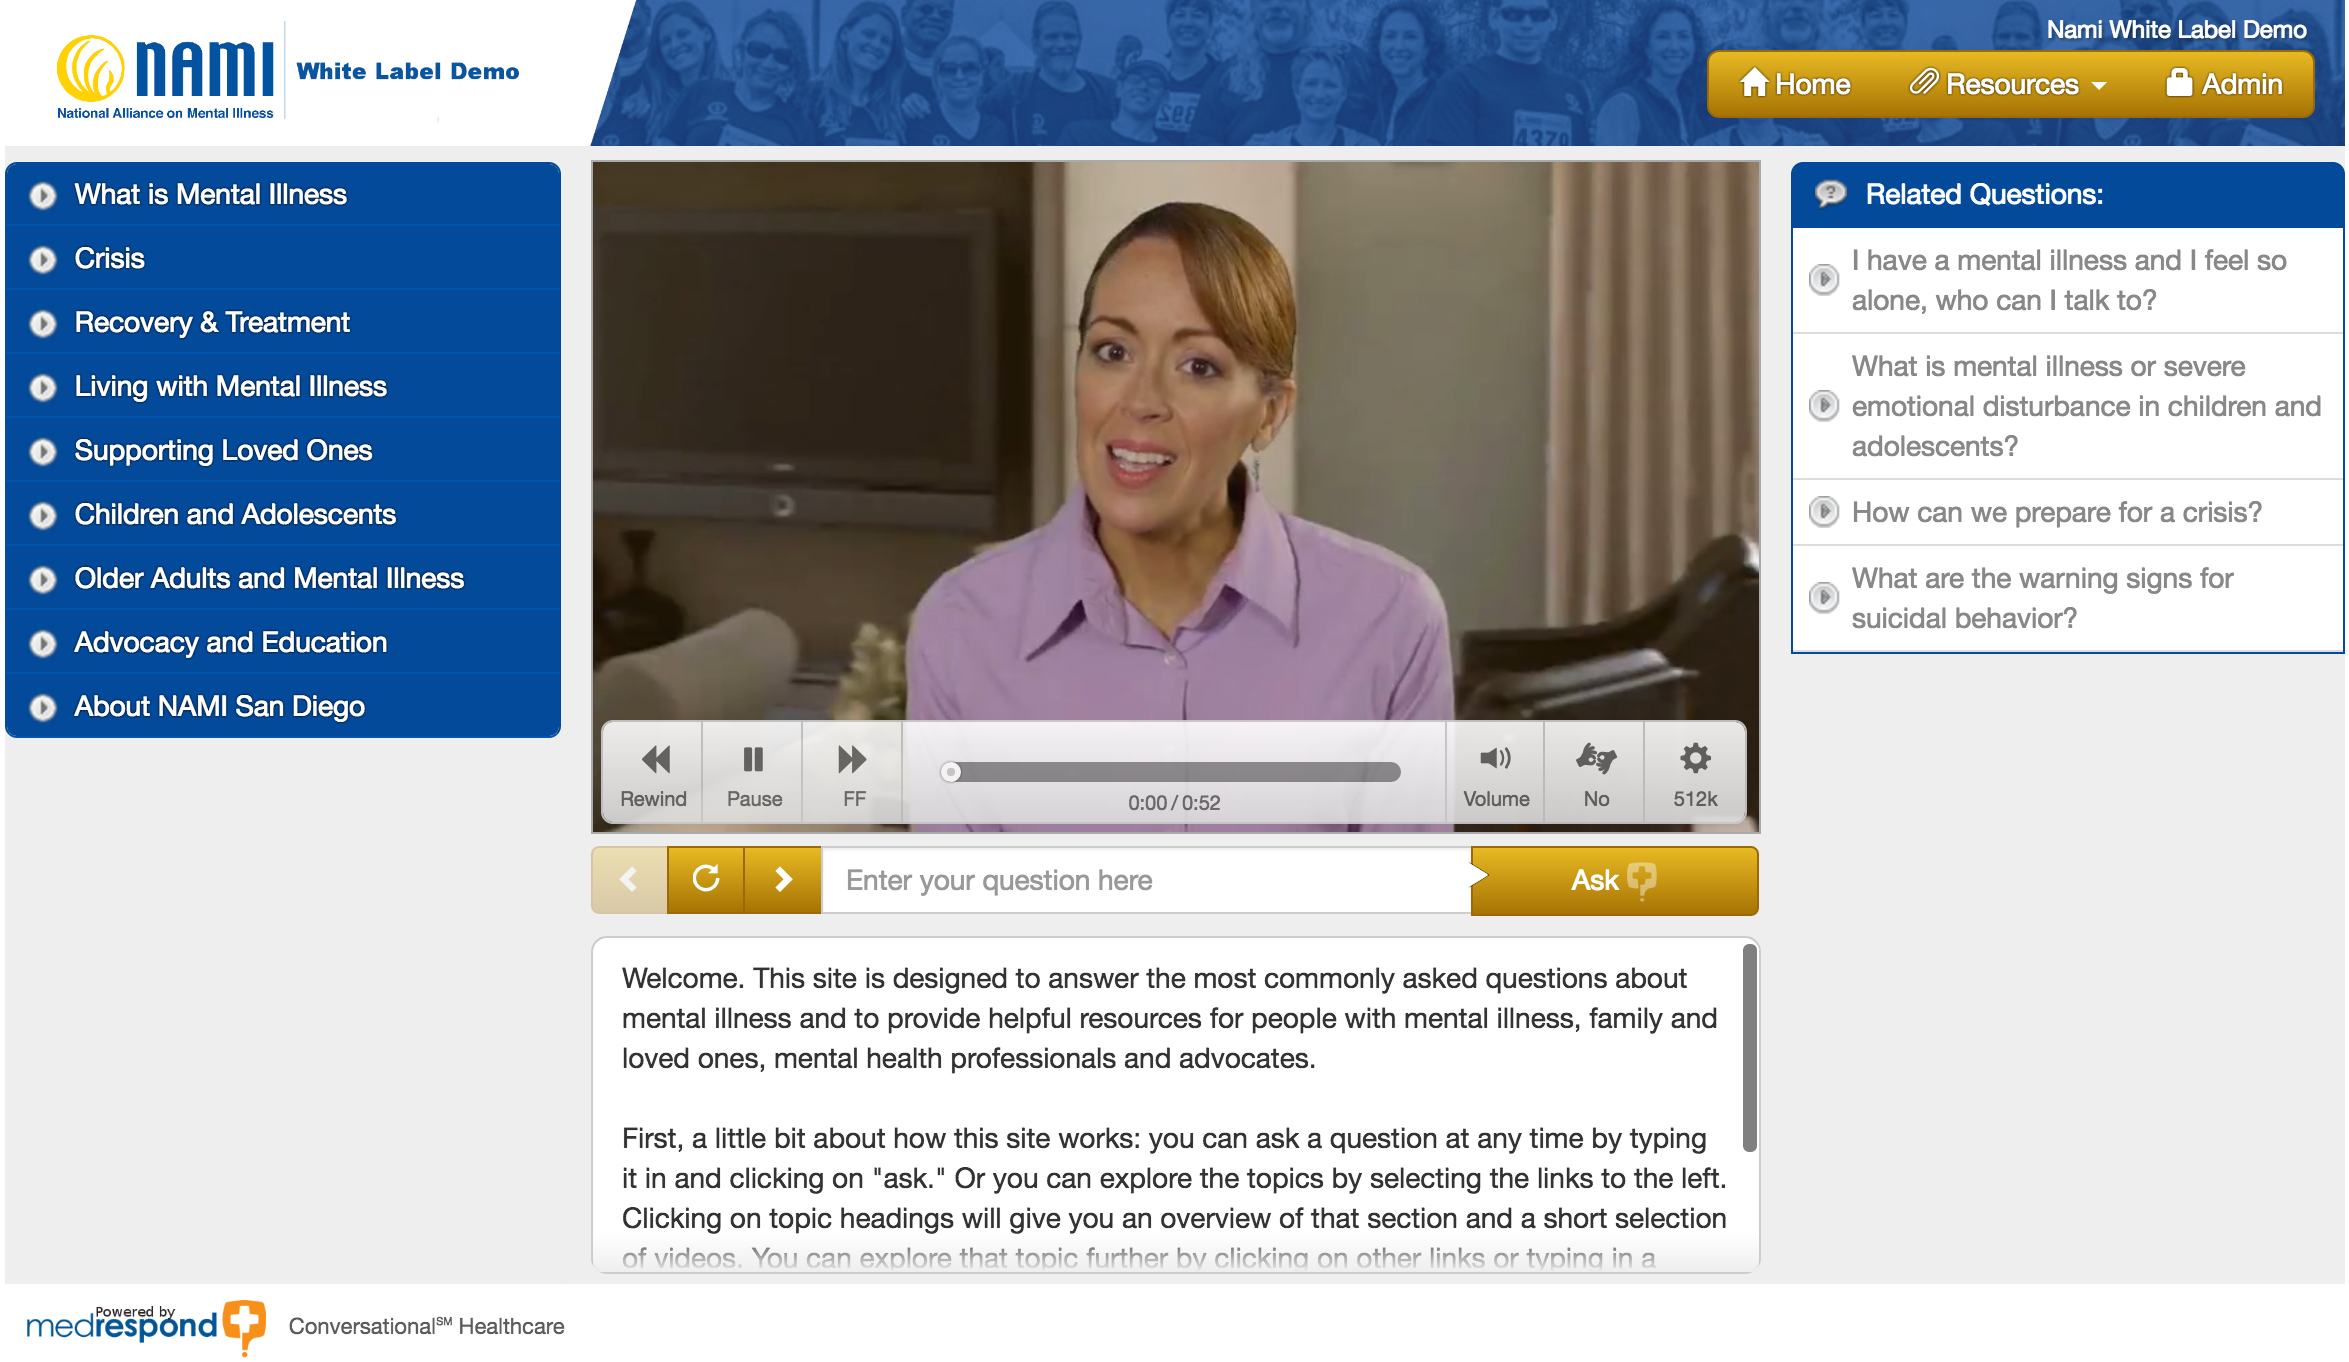 nami
National Alliance on Mental Illness
White Label Demo
Nami White Label Demo
Home
Resources
Admin
What is Mental Illness
Crisis
Recovery & Treatment
Living with Mental Illness
Supporting Loved Ones
Children and Adolescents
Older Adults and Mental Illness
Advocacy and Education
About NAMI San Diego
Rewind
Pause
FF
0:00 / 0:52
Volume
No
512k
Enter your question here
Ask
Welcome. This site is designed to answer the most commonly asked questions about
mental illness and to provide helpful resources for people with mental illness, family and
loved ones, mental health professionals and advocates.
First, a little bit about how this site works: you can ask a question at any time by typing
it in and clicking on "ask." Or you can explore the topics by selecting the links to the left.
Clicking on topic headings will give you an overview of that section and a short selection
of videos. You can explore that topic further by clicking on other links or typing in a
Related Questions:
I have a mental illness and I feel so
alone, who can I talk to?
What is mental illness or severe
emotional disturbance in children and
adolescents?
How can we prepare for a crisis?
What are the warning signs for
suicidal behavior?
Powered by
medrespond
Conversational℠ Healthcare